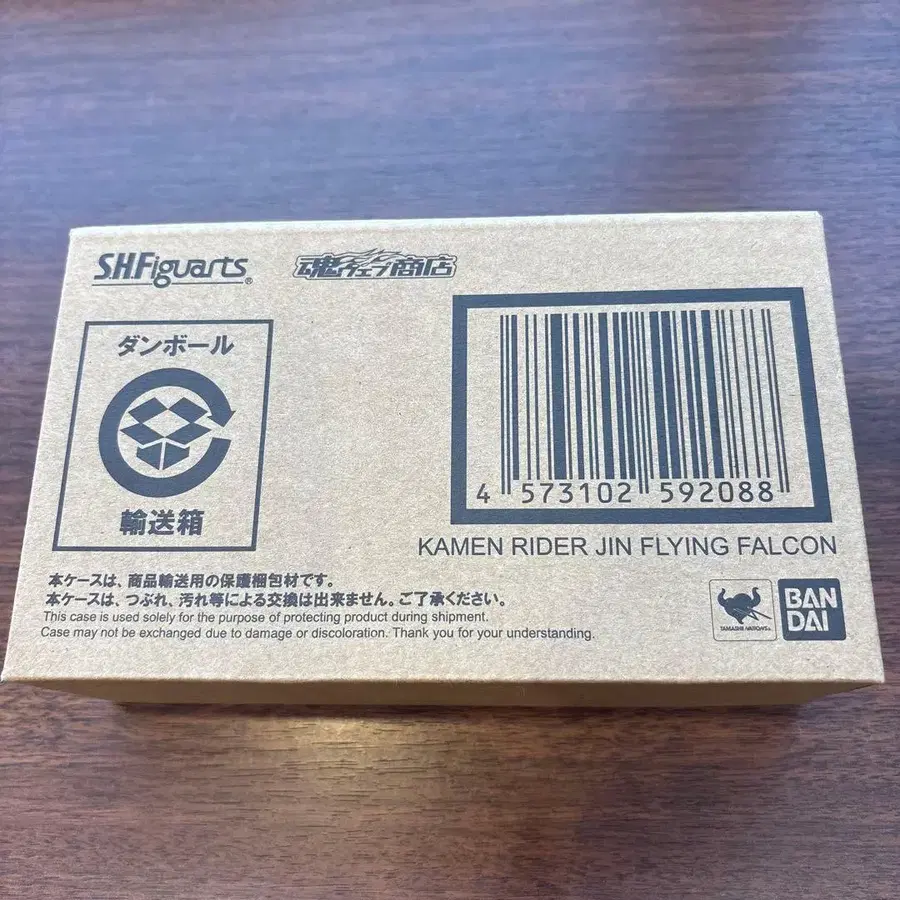 S.H.Figuarts®
魂ウェブ商店
ダンボール
輸送箱
4 573102 592088
KAMEN RIDER JIN FLYING FALCON
本ケースは、商品輸送用の保護梱包材です。
本ケースは、つぶれ、汚れ等による交換は出来ません。ご了承ください。
This case is used solely for the purpose of protecting product during shipment.
Case may not be exchanged due to damage or discoloration. Thank you for your understanding.
TAMASHII NATIONS
BAN
DAI